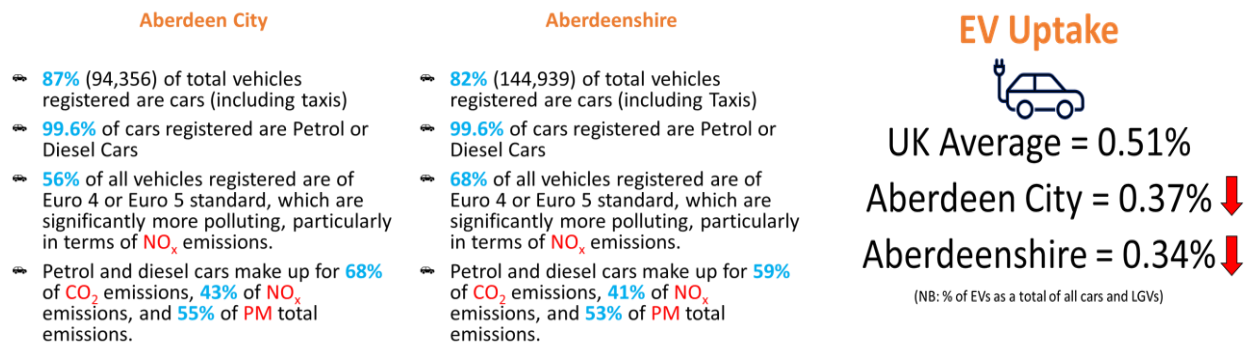 Aberdeen City
87% (94,356) of total vehicles
registered are cars (including taxis)
99.6% of cars registered are Petrol or
Diesel Cars
56% of all vehicles registered are of
Euro 4 or Euro 5 standard, which are
significantly more polluting, particularly
in terms of NOx emissions.
Petrol and diesel cars make up for 68%
of CO2 emissions, 43% of NOx
emissions, and 55% of PM total
emissions.
Aberdeenshire
82% (144,939) of total vehicles
registered are cars (including Taxis)
99.6% of cars registered are Petrol or
Diesel Cars
68% of all vehicles registered are of
Euro 4 or Euro 5 standard, which are
significantly more polluting, particularly
in terms of NOx emissions.
Petrol and diesel cars make up for 59%
of CO2 emissions, 41% of NOx
emissions, and 53% of PM total
emissions.
EV Uptake
UK Average = 0.51%
Aberdeen City = 0.37%
Aberdeenshire = 0.34%
(NB: % of EVs as a total of all cars and LGVs)